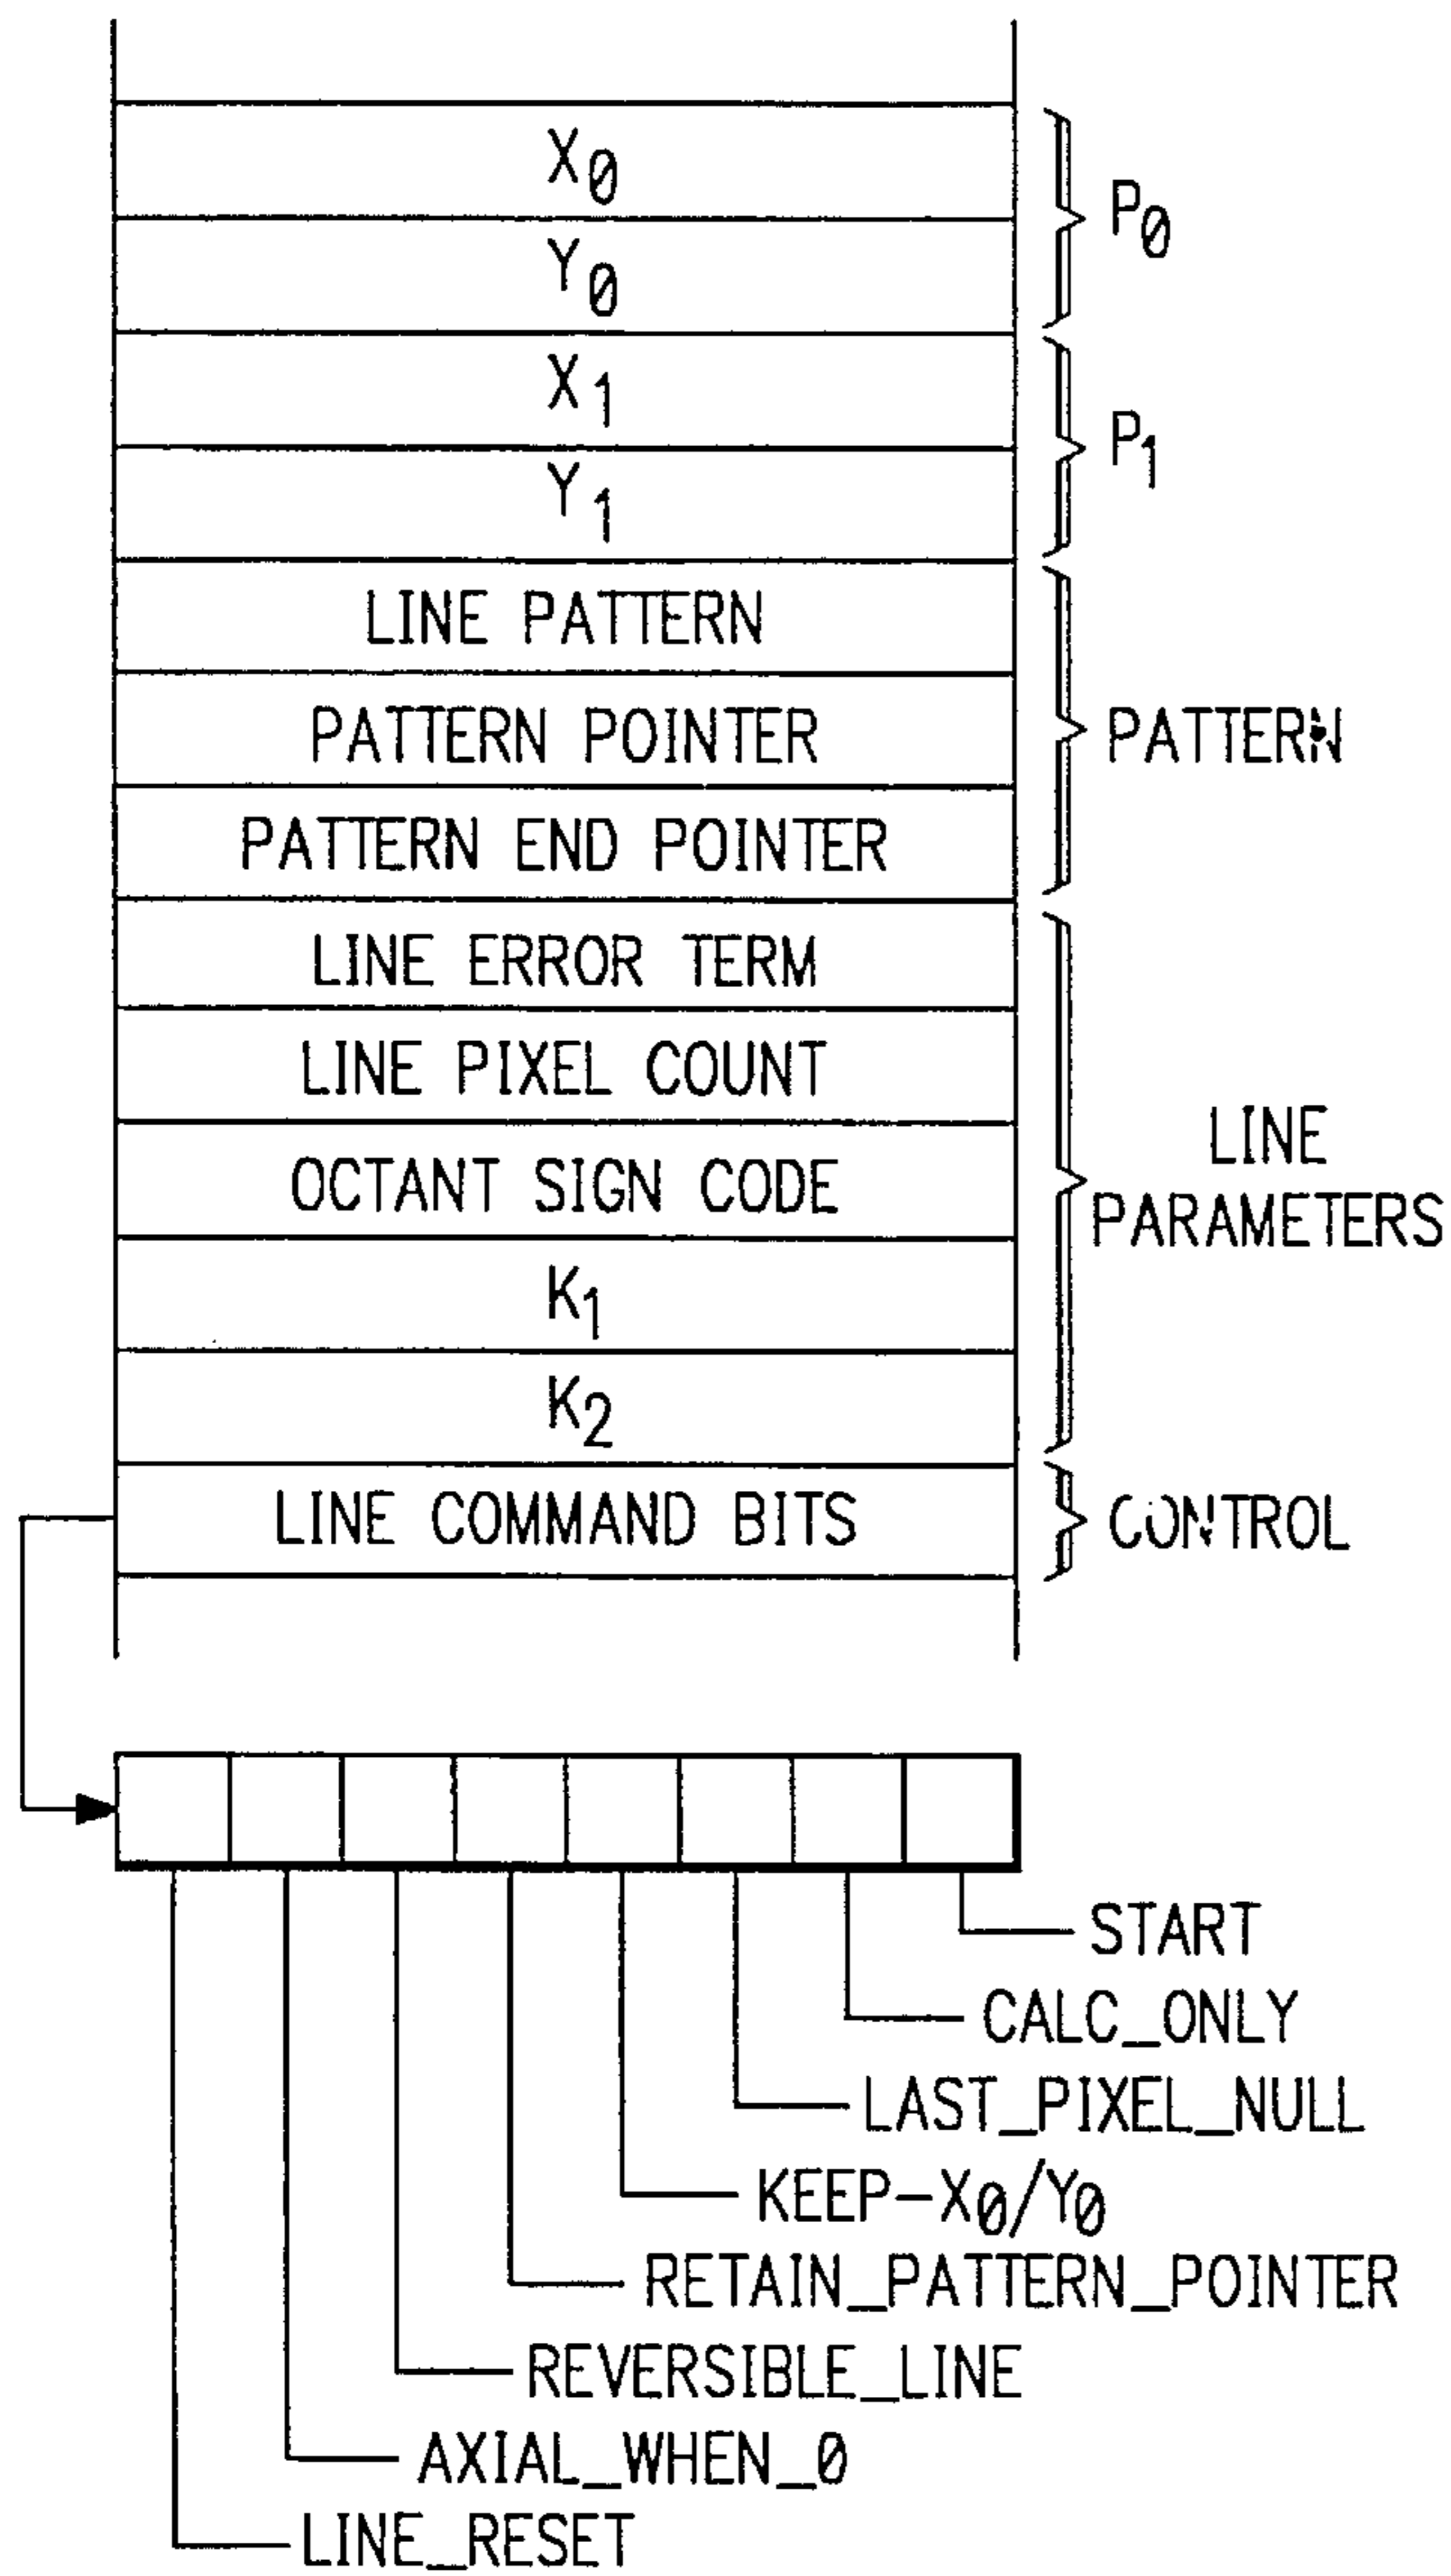 X0
P0
Y0
X1
P1
Y1
LINE PATTERN
PATTERN POINTER
PATTERN
PATTERN END POINTER
LINE ERROR TERM
LINE PIXEL COUNT
LINE
PARAMETERS
OCTANT SIGN CODE
K1
K2
LINE COMMAND BITS
CONTROL
START
CALC_ONLY
LAST_PIXEL_NULL
KEEP-X0/Y0
RETAIN_PATTERN_POINTER
REVERSIBLE_LINE
AXIAL_WHEN_0
LINE_RESET